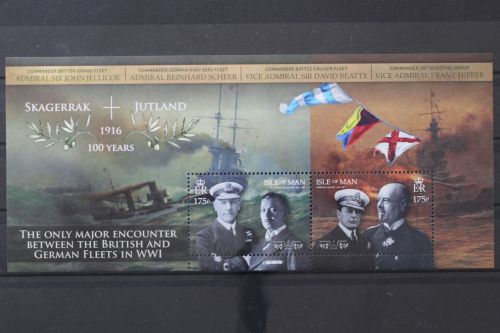 COMMANDER BRITISH GRAND FLEET
ADMIRAL SIR JOHN JELLICOE
COMMANDER GERMAN HIGH SEAS FLEET
ADMIRAL REINHARD SCHEER
COMMANDER BATTLE CRUISER FLEET
VICE ADMIRAL SIR DAVID BEATTY
COMMANDER 1ST SCOUTING GROUP
VICE ADMIRAL FRANZ HIPPER
SKAGERRAK JUTLAND
1916
100 YEARS
THE ONLY MAJOR ENCOUNTER
BETWEEN THE BRITISH AND
GERMAN FLEETS IN WWI
ER
175P
ISLE OF MAN
ISLE OF MAN
ER
175P